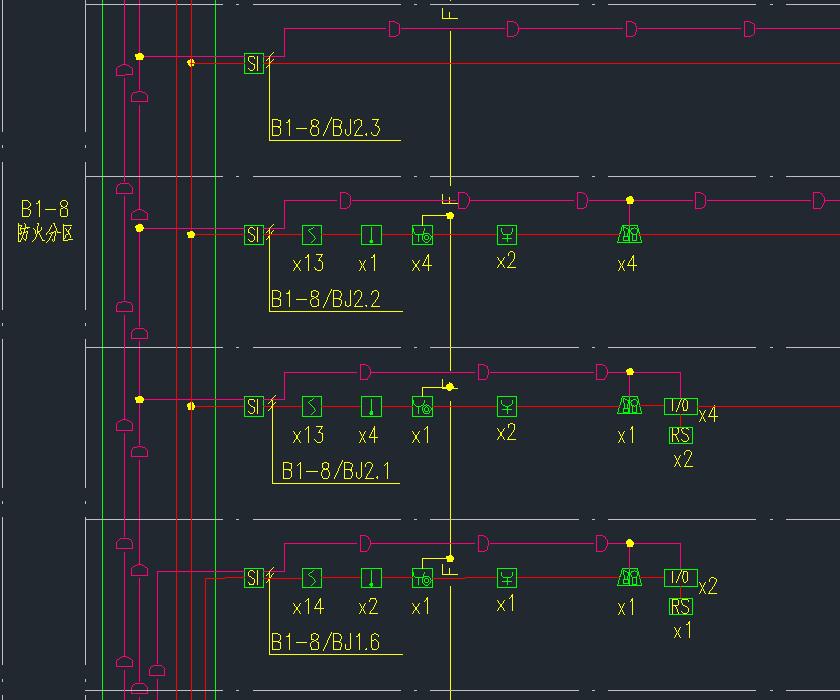 F
D D D D
SI
B1-8/BJ2.3
B1-8
防火分区
F D D D D D
SI
x13 x1 x4 x2 x4
B1-8/BJ2.2
D D D
F
SI I/O x4
x13 x4 x1 x2 x1 RS
x2
B1-8/BJ2.1
D D D
F
SI I/O x2
x14 x2 x1 x1 x1 RS
x1
B1-8/BJ1.6